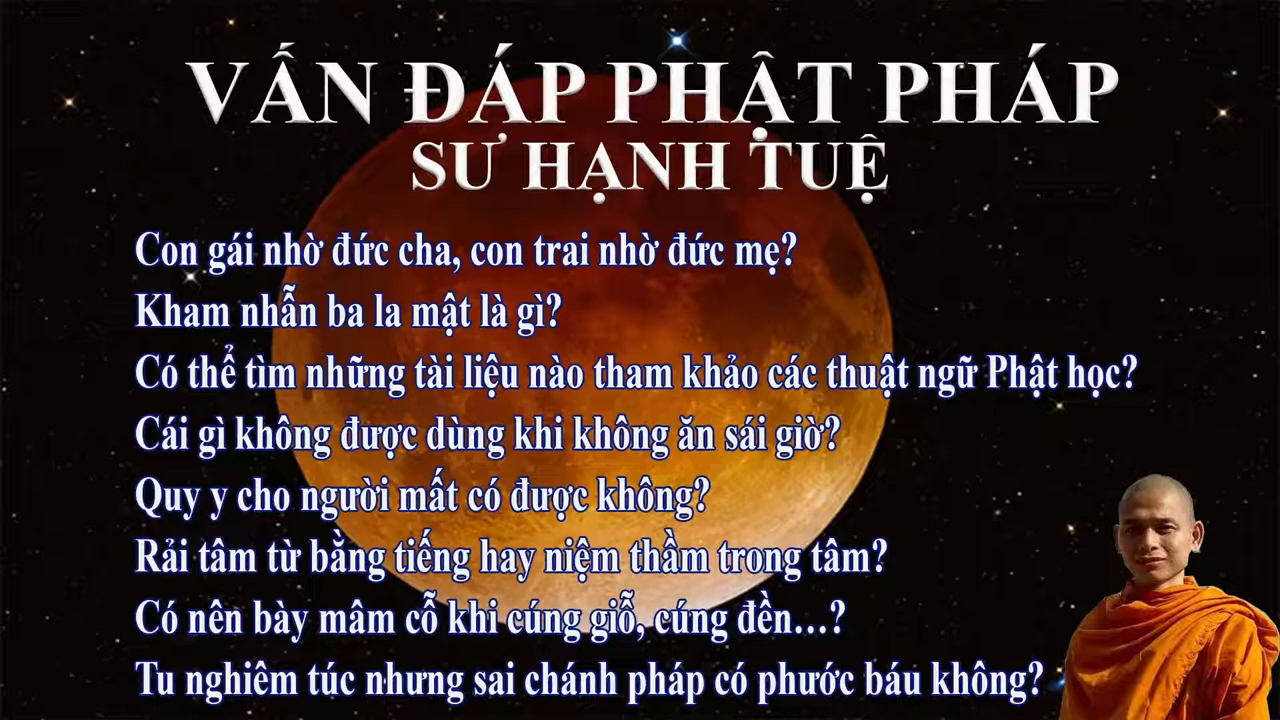 VẤN ĐÁP PHẬT PHÁP
SƯ HẠNH TUỆ
Con gái nhờ đức cha, con trai nhờ đức mẹ?
Kham nhẫn ba la mật là gì?
Có thể tìm những tài liệu nào tham khảo các thuật ngữ Phật học?
Cái gì không được dùng khi không ăn sái giờ?
Quy y cho người mất có được không?
Rải tâm từ bằng tiếng hay niệm thầm trong tâm?
Có nên bày mâm cỗ khi cúng giỗ, cúng đền...?
Tu nghiêm túc nhưng sai chánh pháp có phước báu không?